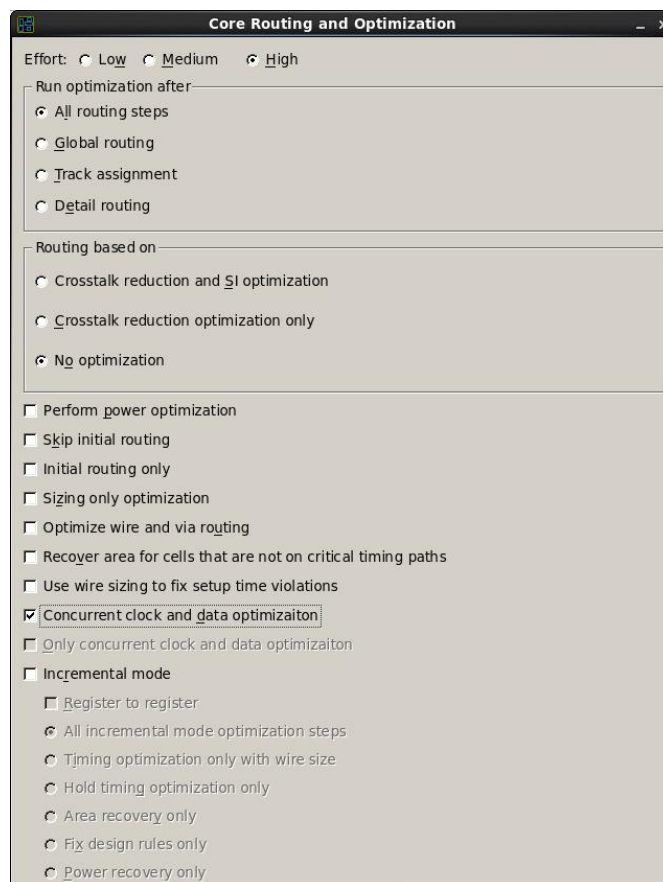 Core Routing and Optimization
Effort: Low Medium High
Run optimization after
All routing steps
Global routing
Track assignment
Detail routing
Routing based on
Crosstalk reduction and SI optimization
Crosstalk reduction optimization only
No optimization
Perform power optimization
Skip initial routing
Initial routing only
Sizing only optimization
Optimize wire and via routing
Recover area for cells that are not on critical timing paths
Use wire sizing to fix setup time violations
Concurrent clock and data optimizaiton
Only concurrent clock and data optimizaiton
Incremental mode
Register to register
All incremental mode optimization steps
Timing optimization only with wire size
Hold timing optimization only
Area recovery only
Fix design rules only
Power recovery only